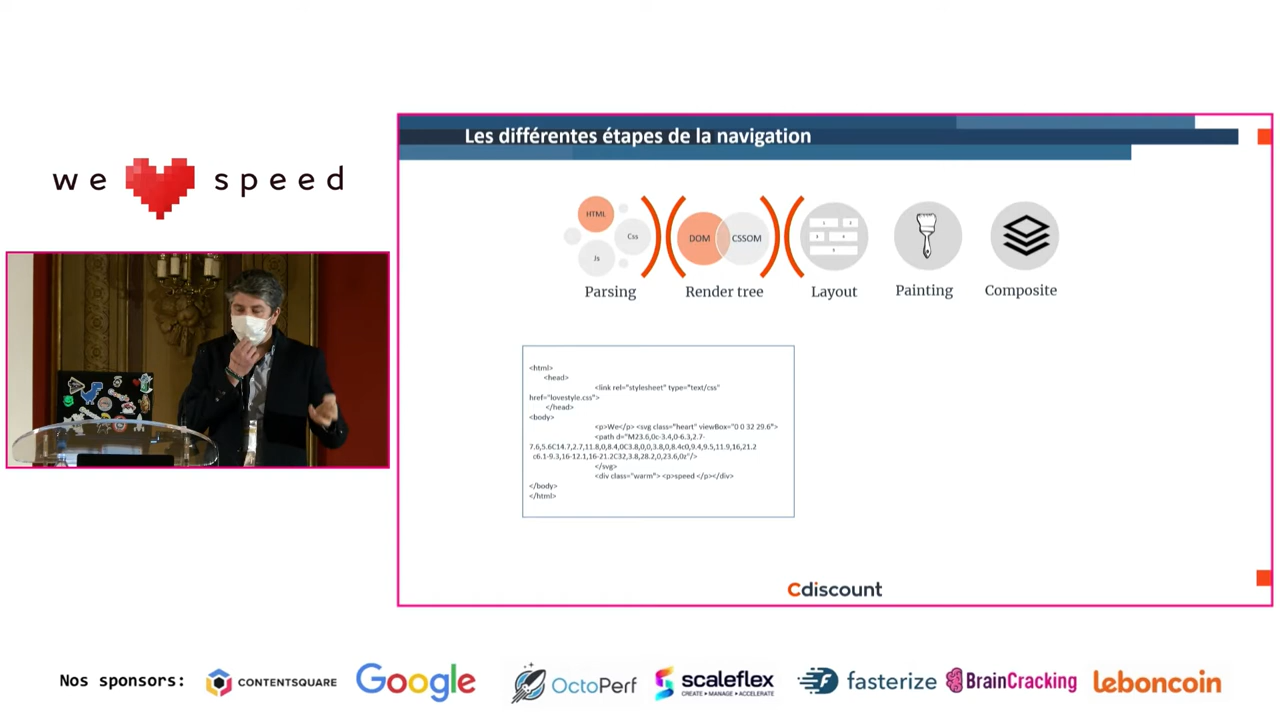 we speed
Les différentes étapes de la navigation
HTML
Css
Js
DOM
CSSOM
Parsing
Render tree
Layout
Painting
Composite
<html>
<head>
<link rel="stylesheet" type="text/css"
href="lovestyle.css">
</head>
<body>
<p>We</p> <svg class="heart" viewBox="0 0 32 29.6">
<path d="M23.6,0c-3.4,0-6.3,2.7-
7.6,5.6C14.7,2.7,11.8,0,8.4,0C3.8,0,0,3.8,0,8.4c0,9.4,9.5,11.9,16,21.2
c6.1-9.3,16-12.1,16-21.2C32,3.8,28.2,0,23.6,0z"/>
</svg>
<div class="warm"> <p>speed </p></div>
</body>
</html>
Cdiscount
Nos sponsors:
CONTENTSQUARE
Google
OctoPerf
scaleflex
CREATE • MANAGE • ACCELERATE
fasterize
BrainCracking
leboncoin